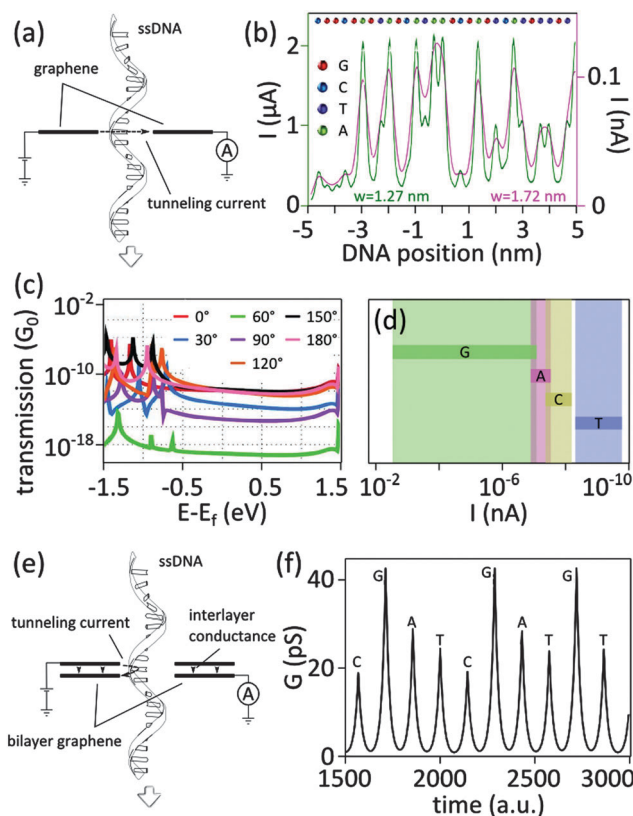 (a)
ssDNA
graphene
A
tunneling current
(b)
2
1
0
I (μA)
G
C
T
A
w=1.27 nm
w=1.72 nm
0.1
0
I (nA)
-5 -3 -1 1 3 5
DNA position (nm)
(c)
10⁻²
10⁻¹⁰
10⁻¹⁸
transmission (G₀)
0° 60° 150°
30° 90° 180°
120°
-1.5 -0.5 0.5 1.5
E-E_f (eV)
(d)
G
A
C
T
10⁻² 10⁻⁶ 10⁻¹⁰
I (nA)
(e)
ssDNA
tunneling current
interlayer
conductance
A
bilayer graphene
(f)
40
20
0
G (pS)
C G A T C G A T G T
1500 2000 2500 3000
time (a.u.)